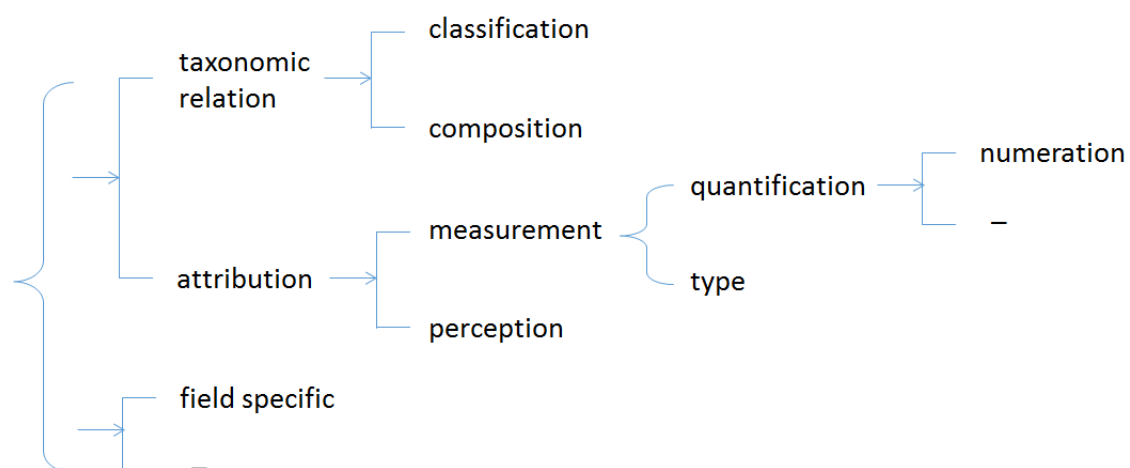 classification
taxonomic
relation
composition
numeration
quantification
–
measurement
attribution
type
perception
field specific
–